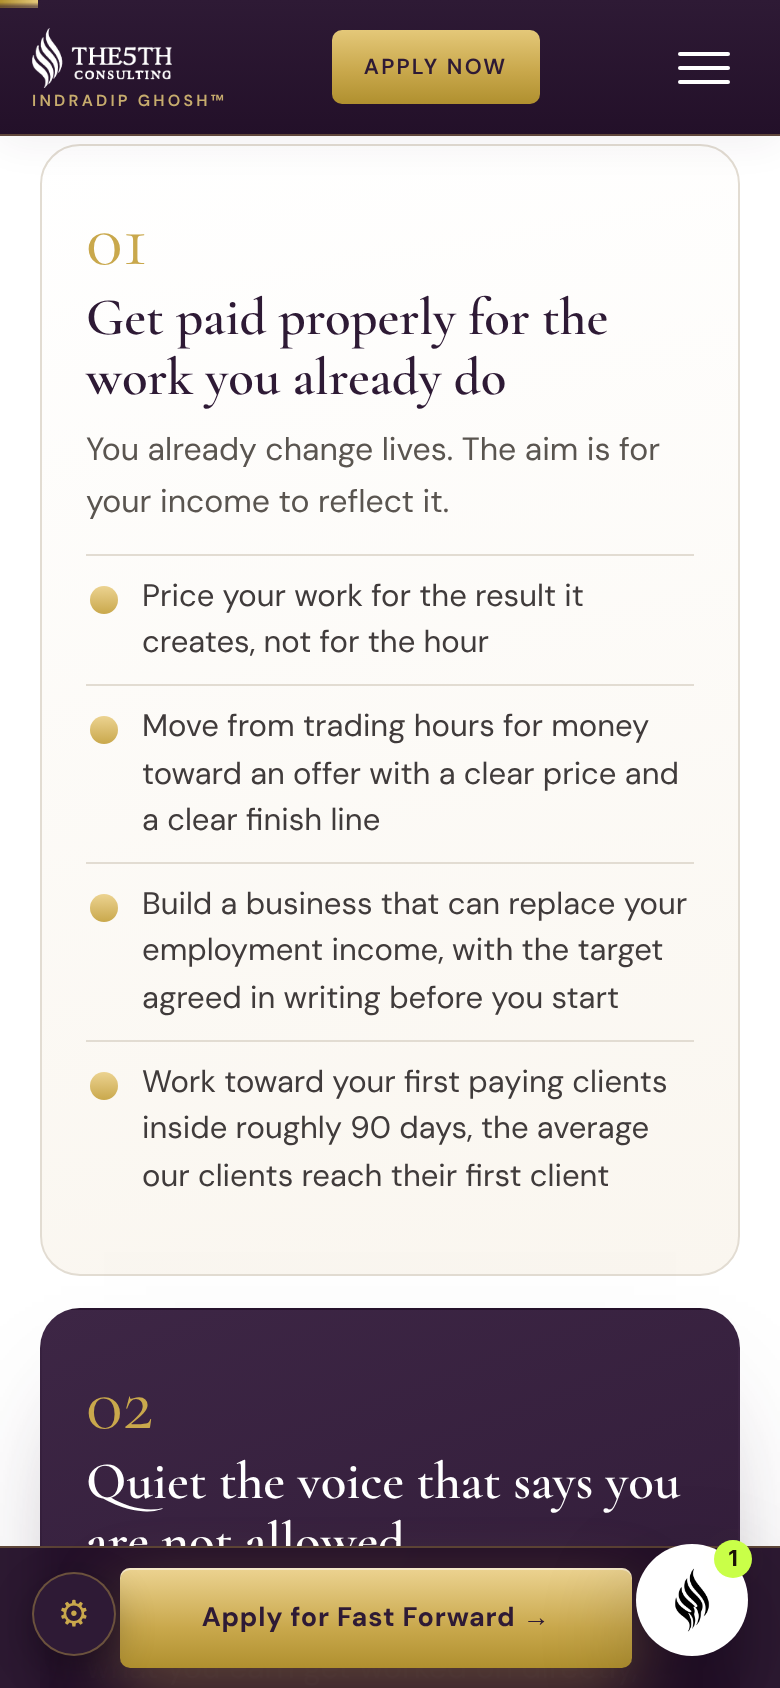 THE5TH
CONSULTING
INDRADIP GHOSH™
APPLY NOW
01
Get paid properly for the
work you already do
You already change lives. The aim is for
your income to reflect it.
Price your work for the result it
creates, not for the hour
Move from trading hours for money
toward an offer with a clear price and
a clear finish line
Build a business that can replace your
employment income, with the target
agreed in writing before you start
Work toward your first paying clients
inside roughly 90 days, the average
our clients reach their first client
02
Quiet the voice that says you
are not allowed
Apply for Fast Forward →
1